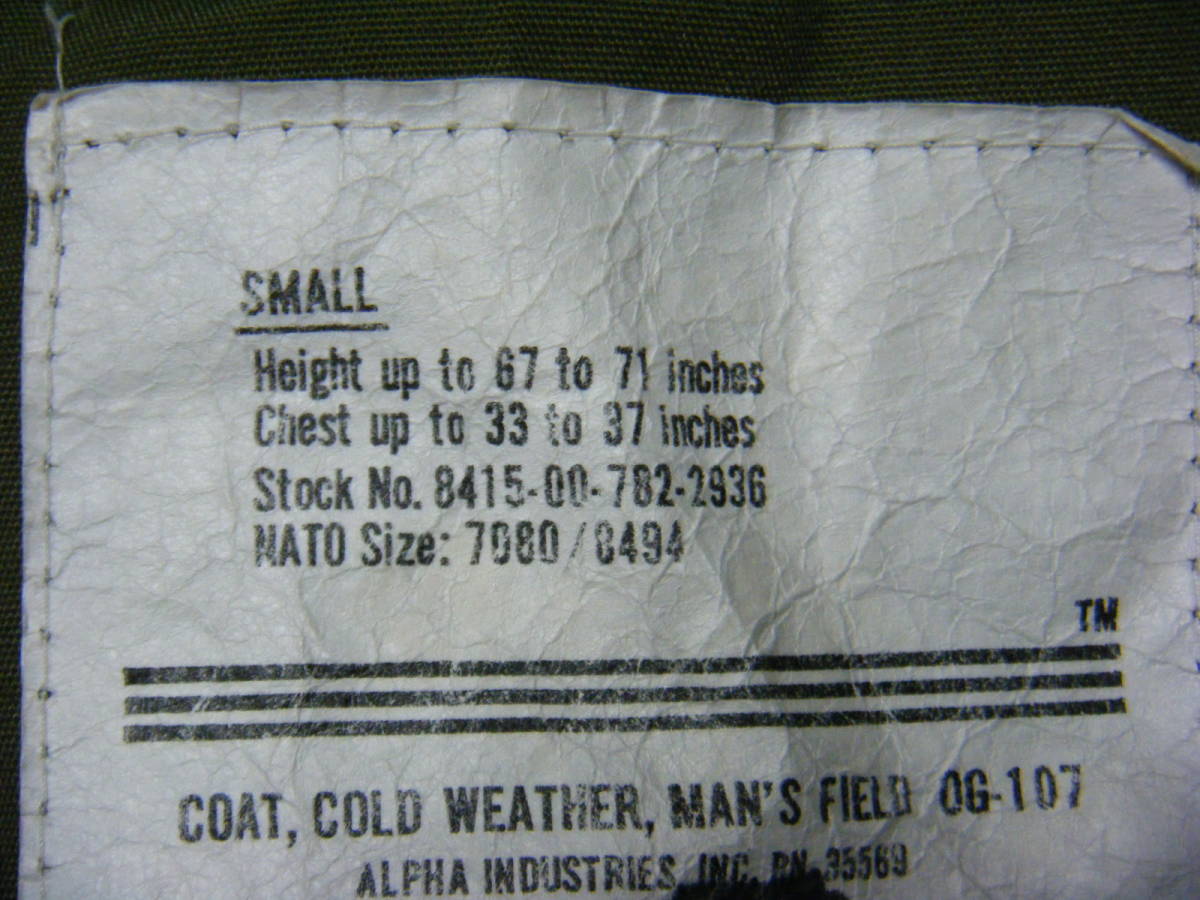 SMALL
Height up to 67 to 71 inches
Chest up to 33 to 37 inches
Stock No. 8415-00-782-2936
NATO Size: 7080/8494
TM
COAT, COLD WEATHER, MAN'S FIELD OG-107
ALPHA INDUSTRIES INC. RN 35569